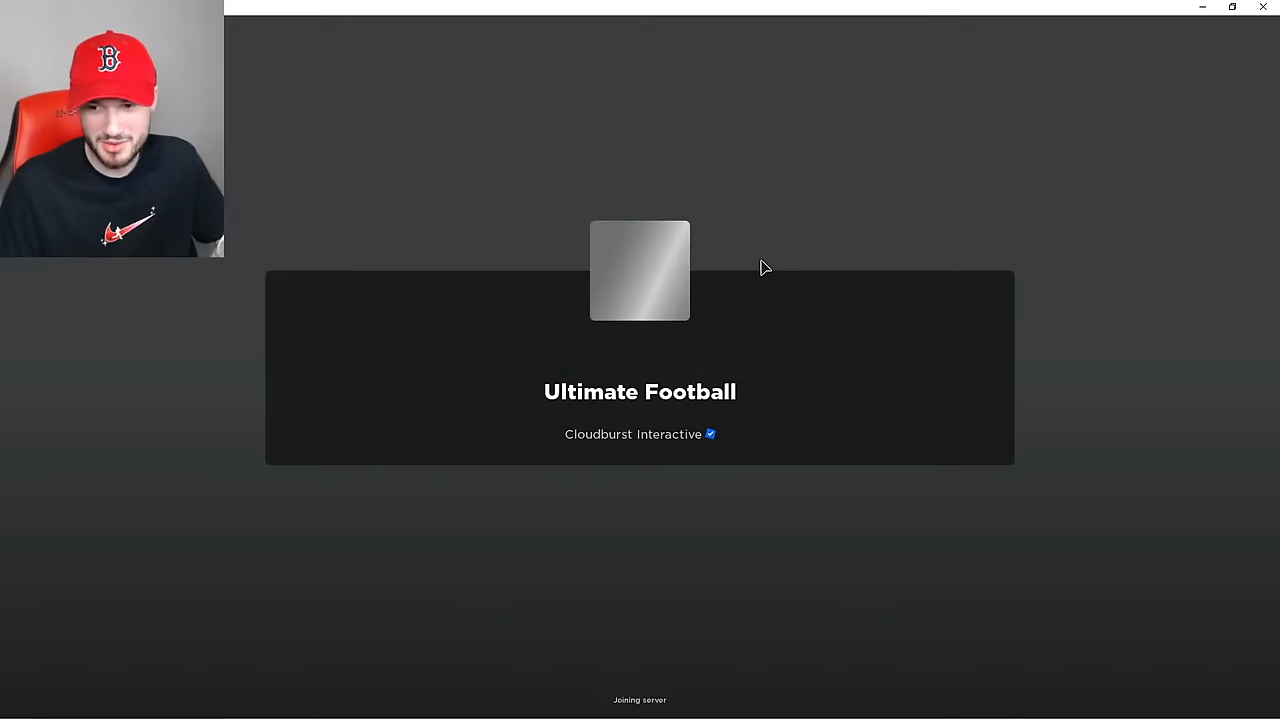 B
Ultimate Football
Cloudburst Interactive
Joining server